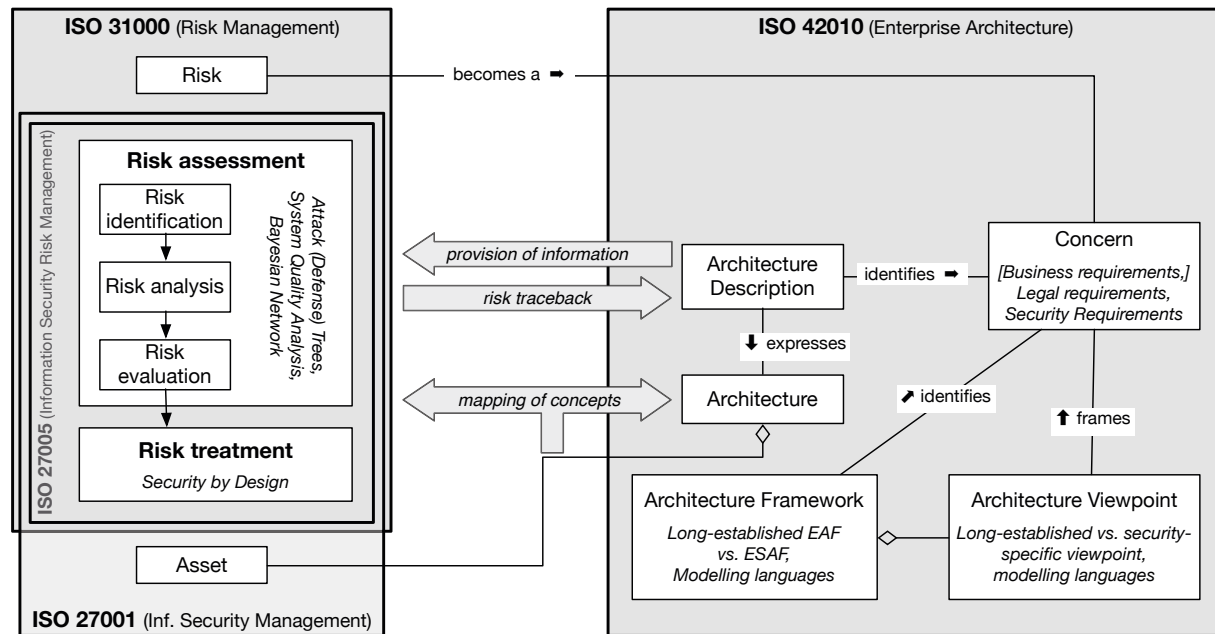 ISO 31000 (Risk Management)
Risk
ISO 27005 (Information Security Risk Management)
Risk assessment
Risk
identification
Risk analysis
Risk
evaluation
Attack (Defense) Trees,
System Quality Analysis,
Bayesian Network
Risk treatment
Security by Design
Asset
ISO 27001 (Inf. Security Management)
becomes a ➡
provision of information
risk traceback
mapping of concepts
ISO 42010 (Enterprise Architecture)
Architecture
Description
identifies ➡
Concern
[Business requirements,]
Legal requirements,
Security Requirements
⬇ expresses
Architecture
⬈ identifies
⬆ frames
Architecture Framework
Long-established EAF
vs. ESAF,
Modelling languages
Architecture Viewpoint
Long-established vs. security-
specific viewpoint,
modelling languages